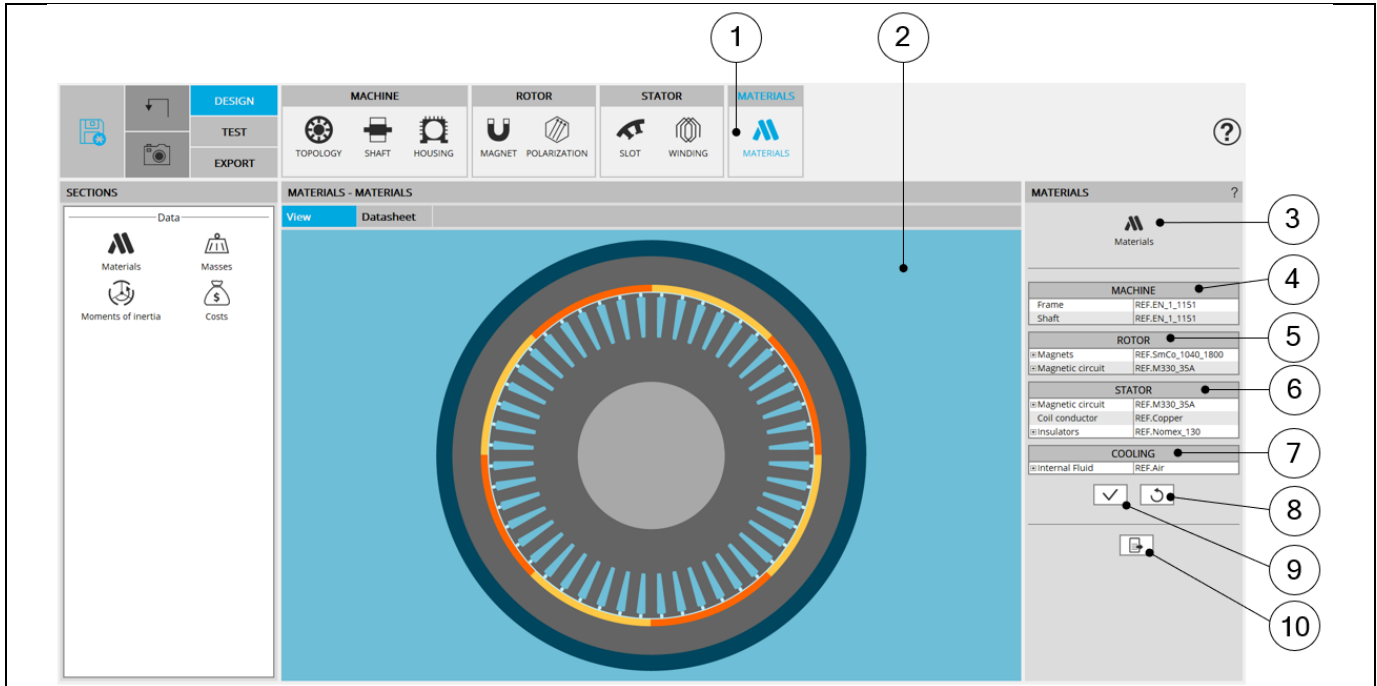 1
2
DESIGN
TEST
EXPORT
MACHINE
ROTOR
STATOR
MATERIALS
TOPOLOGY
SHAFT
HOUSING
MAGNET
POLARIZATION
SLOT
WINDING
MATERIALS
?
SECTIONS
Data
Materials
Masses
Moments of inertia
$
Costs
MATERIALS - MATERIALS
View
Datasheet
MATERIALS
?
Materials
3
MACHINE
4
Frame REF.EN_1_1151
Shaft REF.EN_1_1151
ROTOR
5
Magnets REF.SmCo_1040_1800
Magnetic circuit REF.M330_35A
STATOR
6
Magnetic circuit REF.M330_35A
Coil conductor REF.Copper
Insulators REF.Nomex_130
COOLING
7
Internal Fluid REF.Air
8
9
10